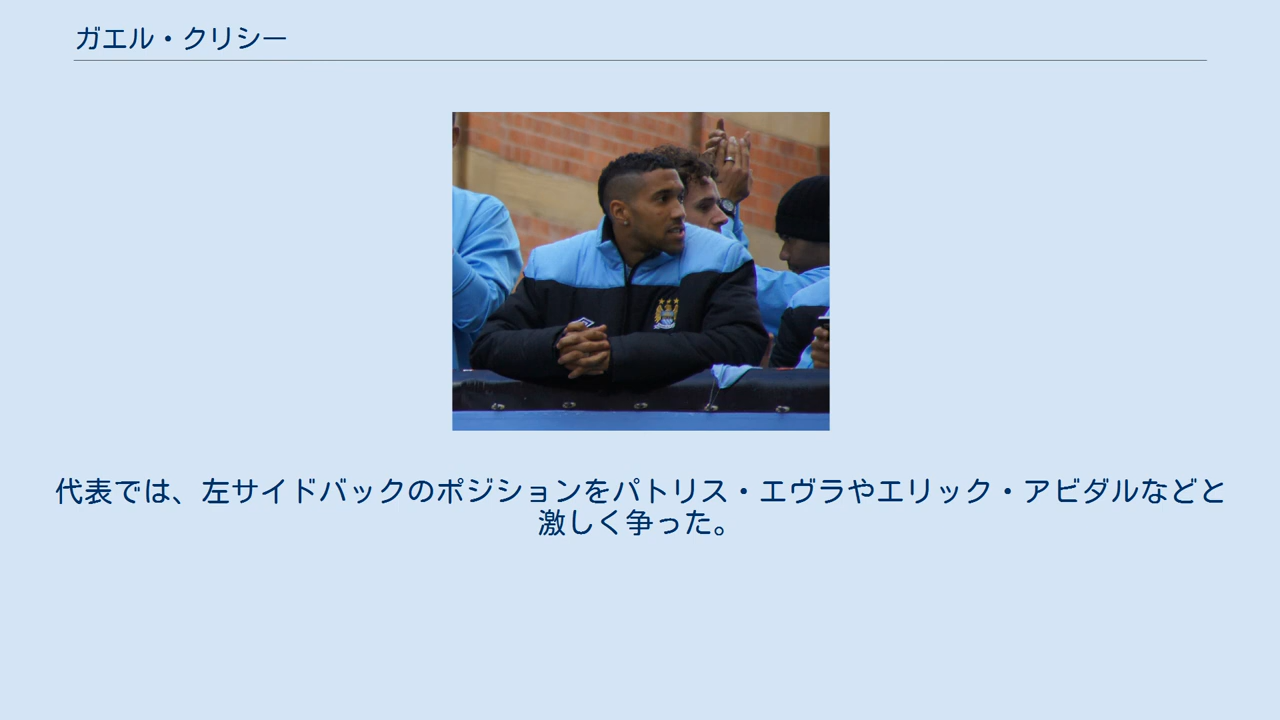 ガエル・クリシー
代表では、左サイドバックのポジションをパトリス・エヴラやエリック・アビダルなどと
激しく争った。